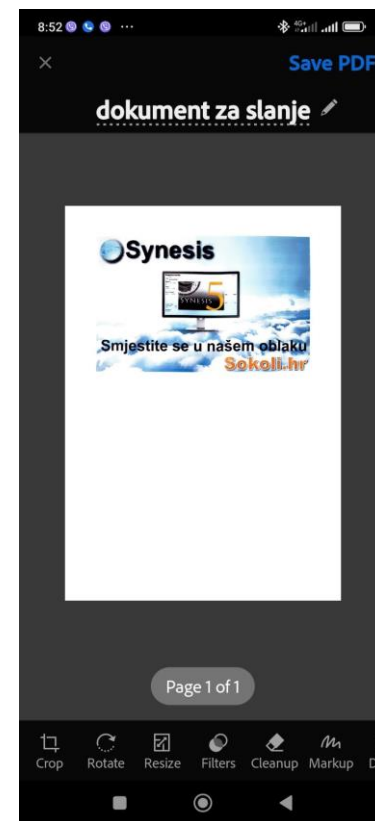 8:52
Save PDF
dokument za slanje
Synesis
SYNESIS 5
Smjestite se u našem oblaku
Sokoli.hr
Page 1 of 1
Crop Rotate Resize Filters Cleanup Markup